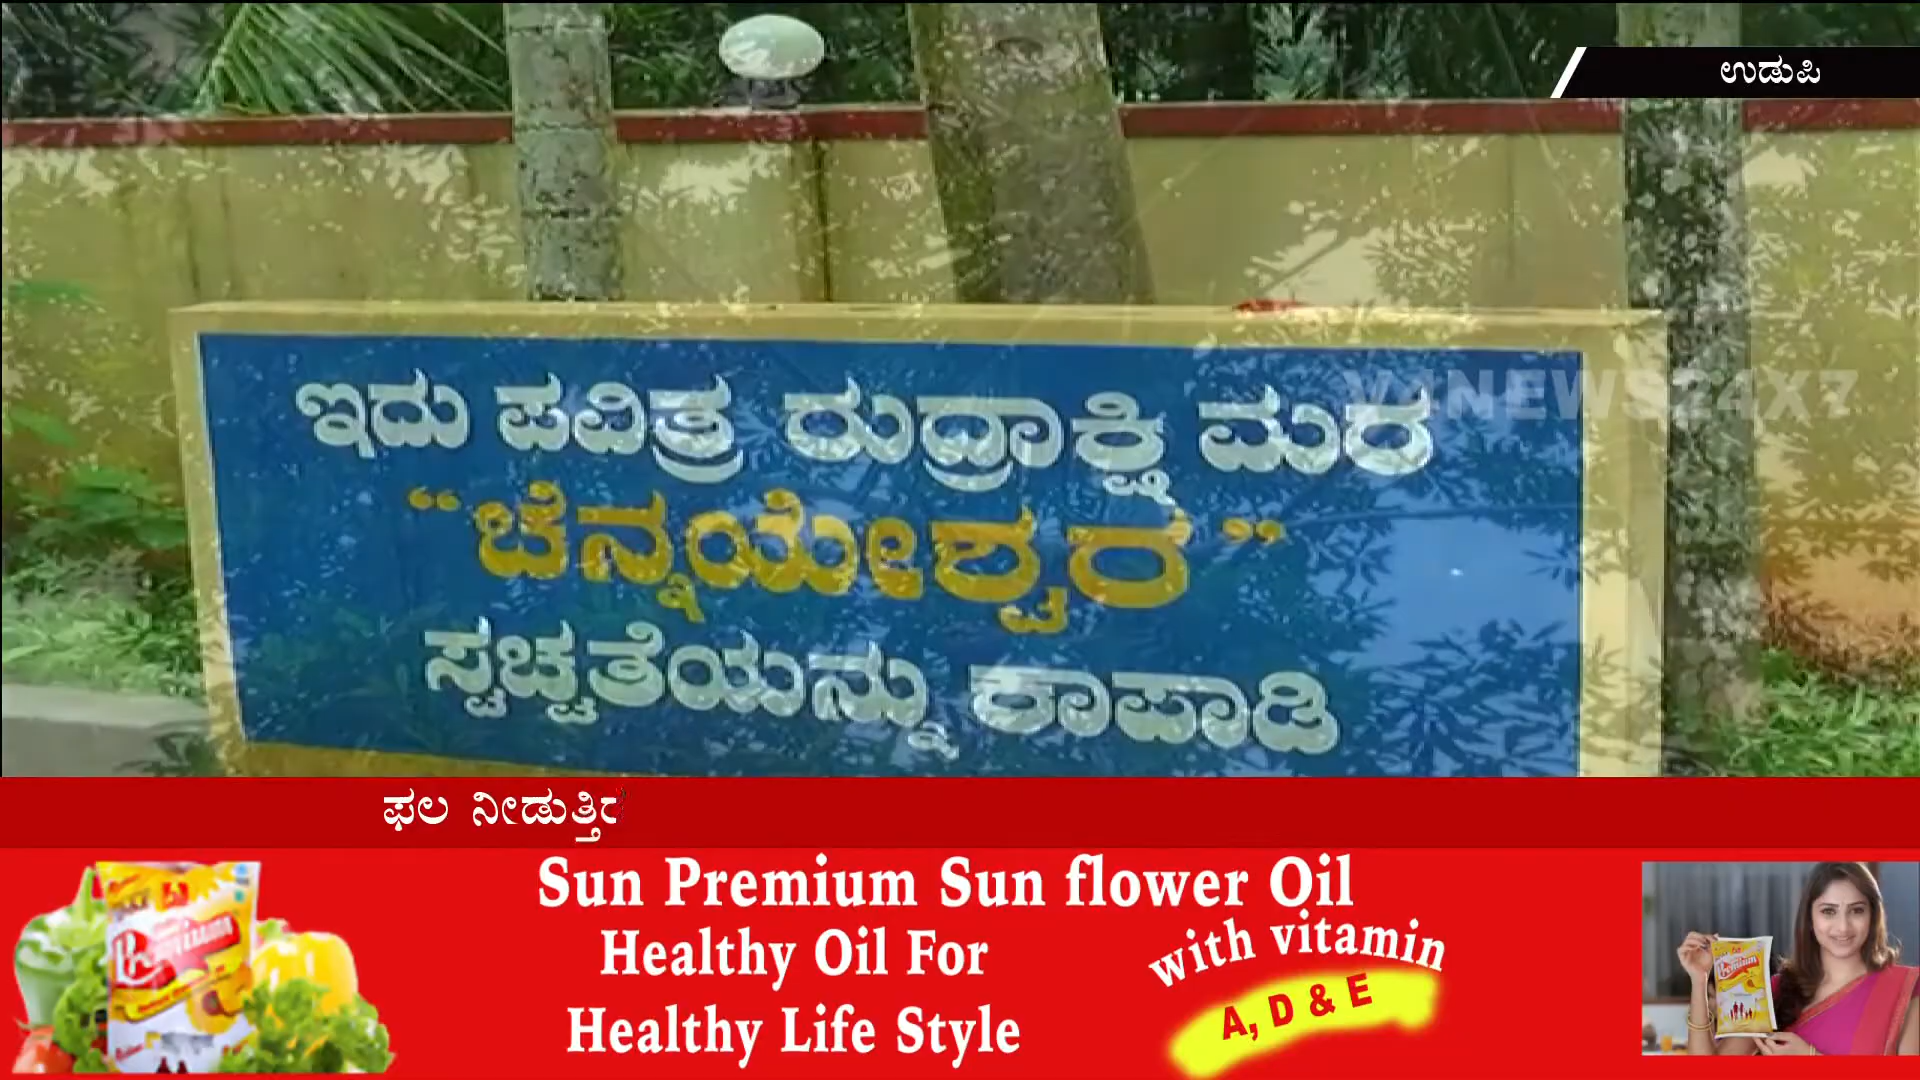 ಉಡುಪಿ
V4NEWS24X7
ಇದು ಪವಿತ್ರ ರುದ್ರಾಕ್ಷಿ ಮರ
"ಚೆನ್ನಯೇಶ್ವರ"
ಸ್ವಚ್ಚತೆಯನ್ನು ಕಾಪಾಡಿ
ಫಲ
Sun Premium Sun flower Oil
Healthy Oil For
Healthy Life Style
with vitamin
A, D & E
Premium